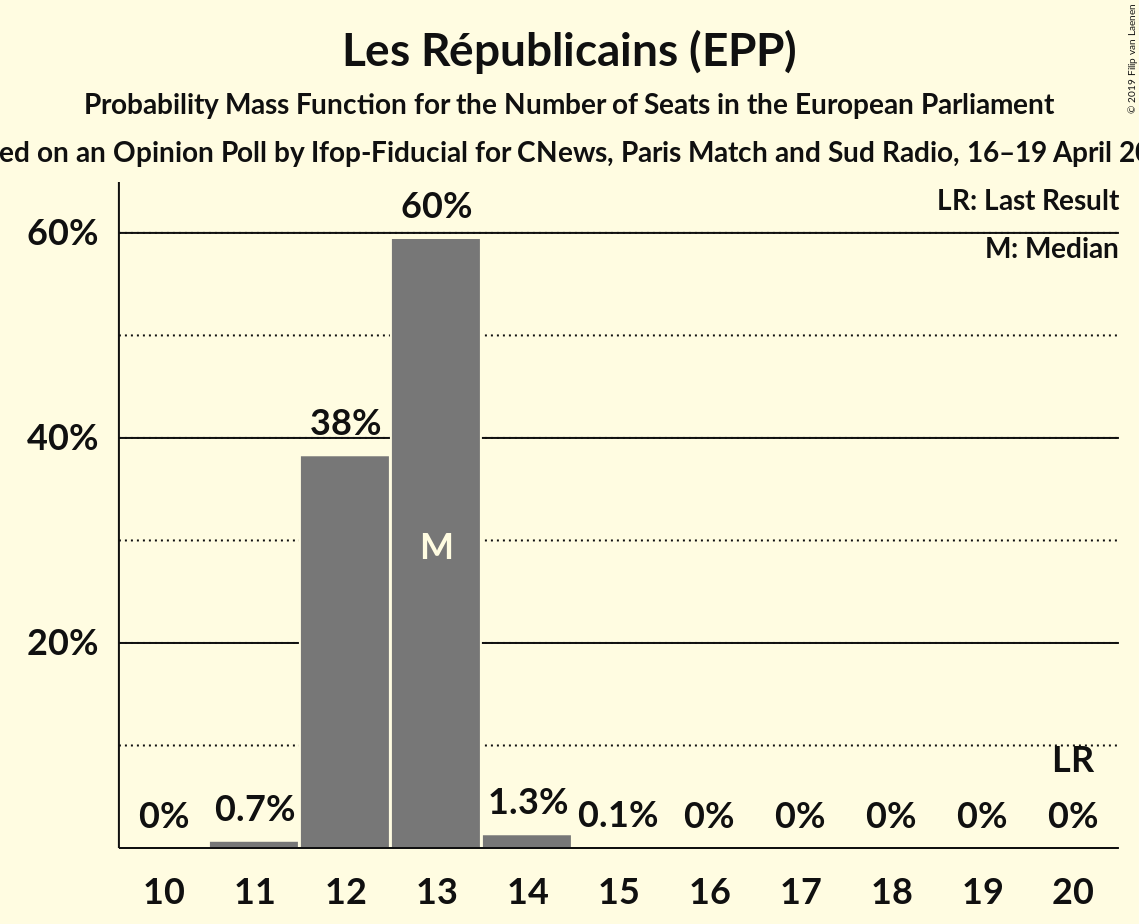 Les Républicains (EPP)
Probability Mass Function for the Number of Seats in the European Parliament
on an Opinion Poll by Ifop-Fiducial for CNews, Paris Match and Sud Radio, 16–19 April
© 2019 Filip van Laenen
LR: Last Result
M: Median
60%
40%
20%
0%
0.7%
38%
60%
M
1.3%
0.1%
0%
0%
0%
0%
LR
0%
10 11 12 13 14 15 16 17 18 19 20